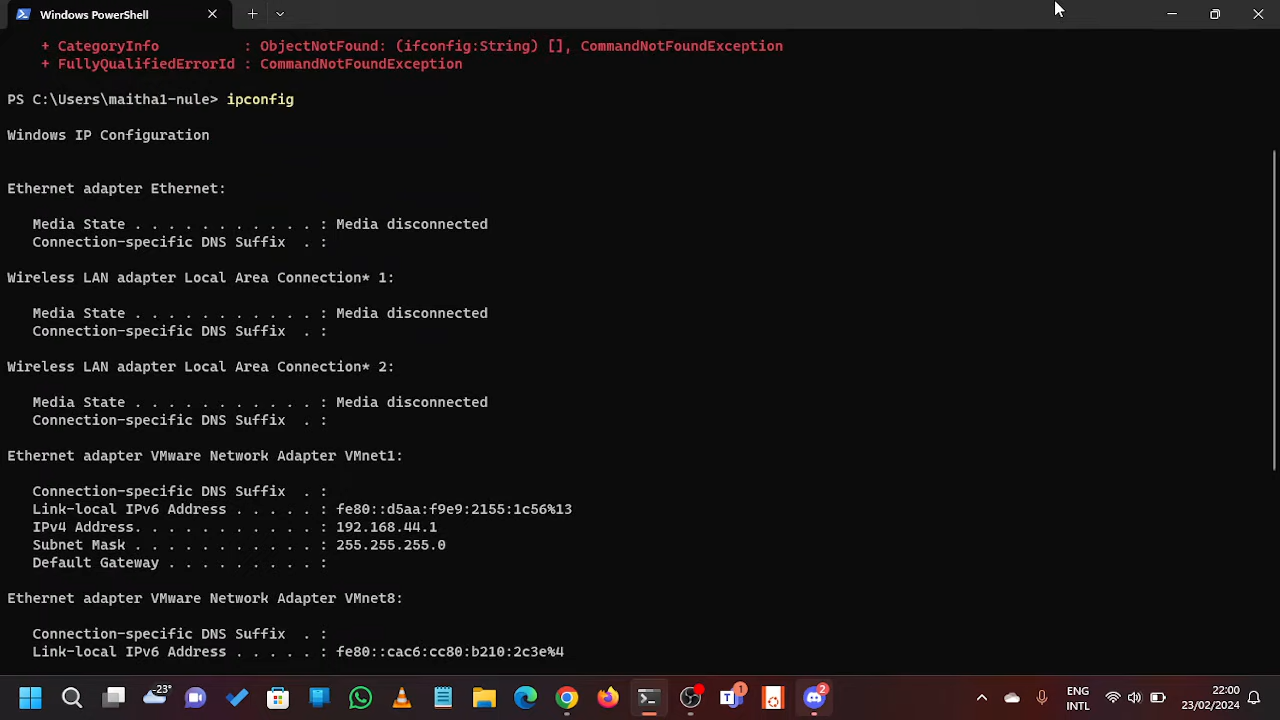 Windows PowerShell
+ CategoryInfo          : ObjectNotFound: (ifconfig:String) [], CommandNotFoundException
+ FullyQualifiedErrorId : CommandNotFoundException
PS C:\Users\maitha1-nule> ipconfig
Windows IP Configuration
Ethernet adapter Ethernet:
Media State . . . . . . . . . . . : Media disconnected
Connection-specific DNS Suffix  . :
Wireless LAN adapter Local Area Connection* 1:
Media State . . . . . . . . . . . : Media disconnected
Connection-specific DNS Suffix  . :
Wireless LAN adapter Local Area Connection* 2:
Media State . . . . . . . . . . . : Media disconnected
Connection-specific DNS Suffix  . :
Ethernet adapter VMware Network Adapter VMnet1:
Connection-specific DNS Suffix  . :
Link-local IPv6 Address . . . . . : fe80::d5aa:f9e9:2155:1c56%13
IPv4 Address. . . . . . . . . . . : 192.168.44.1
Subnet Mask . . . . . . . . . . . : 255.255.255.0
Default Gateway . . . . . . . . . :
Ethernet adapter VMware Network Adapter VMnet8:
Connection-specific DNS Suffix  . :
Link-local IPv6 Address . . . . . : fe80::cac6:cc80:b210:2c3e%4
23°
1
2
ENG
INTL
22:00
23/02/2024